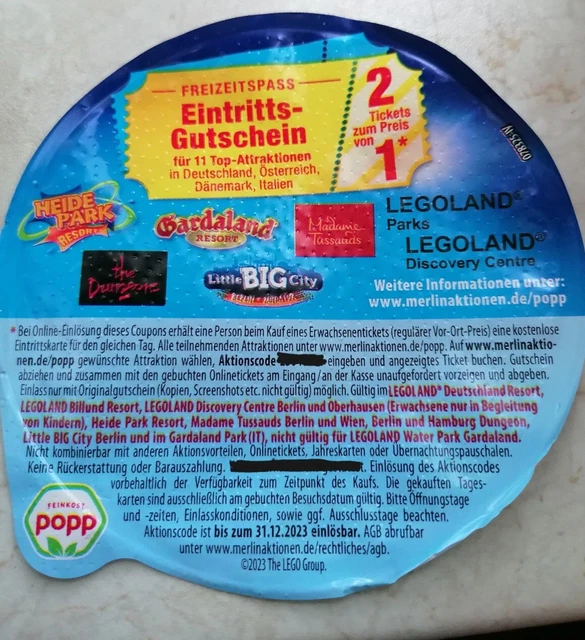 FREIZEITSPASS
Eintritts-
Gutschein
für 11 Top-Attraktionen
in Deutschland, Österreich,
Dänemark, Italien
2
Tickets
zum Preis
von 1*
078325-IV
HEIDE
PARK
RESORT
Gardaland
RESORT
Madame
Tussauds
LEGOLAND®
Parks
LEGOLAND®
Discovery Centre
the
Dungeons
Little BIG City
BERLIN
Weitere Informationen unter:
www.merlinaktionen.de/popp
* Bei Online-Einlösung dieses Coupons erhält eine Person beim Kauf eines Erwachsenentickets (regulärer Vor-Ort-Preis) eine kostenlose
Eintrittskarte für den gleichen Tag. Alle teilnehmenden Attraktionen unter www.merlinaktionen.de/popp. Auf www.merlinaktio-
nen.de/popp gewünschte Attraktion wählen, Aktionscode eingeben und angezeigtes Ticket buchen. Gutschein
abziehen und zusammen mit den gebuchten Onlinetickets am Eingang/an der Kasse unaufgefordert vorzeigen und abgeben.
Einlass nur mit Originalgutschein (Kopien, Screenshots etc. nicht gültig) möglich. Gültig im LEGOLAND® Deutschland Resort,
LEGOLAND Billund Resort, LEGOLAND Discovery Centre Berlin und Oberhausen (Erwachsene nur in Begleitung
von Kindern), Heide Park Resort, Madame Tussauds Berlin und Wien, Berlin und Hamburg Dungeon,
Little BIG City Berlin und im Gardaland Park (IT), nicht gültig für LEGOLAND Water Park Gardaland.
Nicht kombinierbar mit anderen Aktionsvorteilen, Onlinetickets, Jahreskarten oder Übernachtungspauschalen.
Keine Rückerstattung oder Barauszahlung. Einlösung des Aktionscodes
vorbehaltlich der Verfügbarkeit zum Zeitpunkt des Kaufs. Die gekauften Tages-
karten sind ausschließlich am gebuchten Besuchsdatum gültig. Bitte Öffnungstage
und -zeiten, Einlasskonditionen, sowie ggf. Ausschlusstage beachten.
Aktionscode ist bis zum 31.12.2023 einlösbar. AGB abrufbar
unter www.merlinaktionen.de/rechtliches/agb.
©2023 The LEGO Group.
FEINKOST
popp